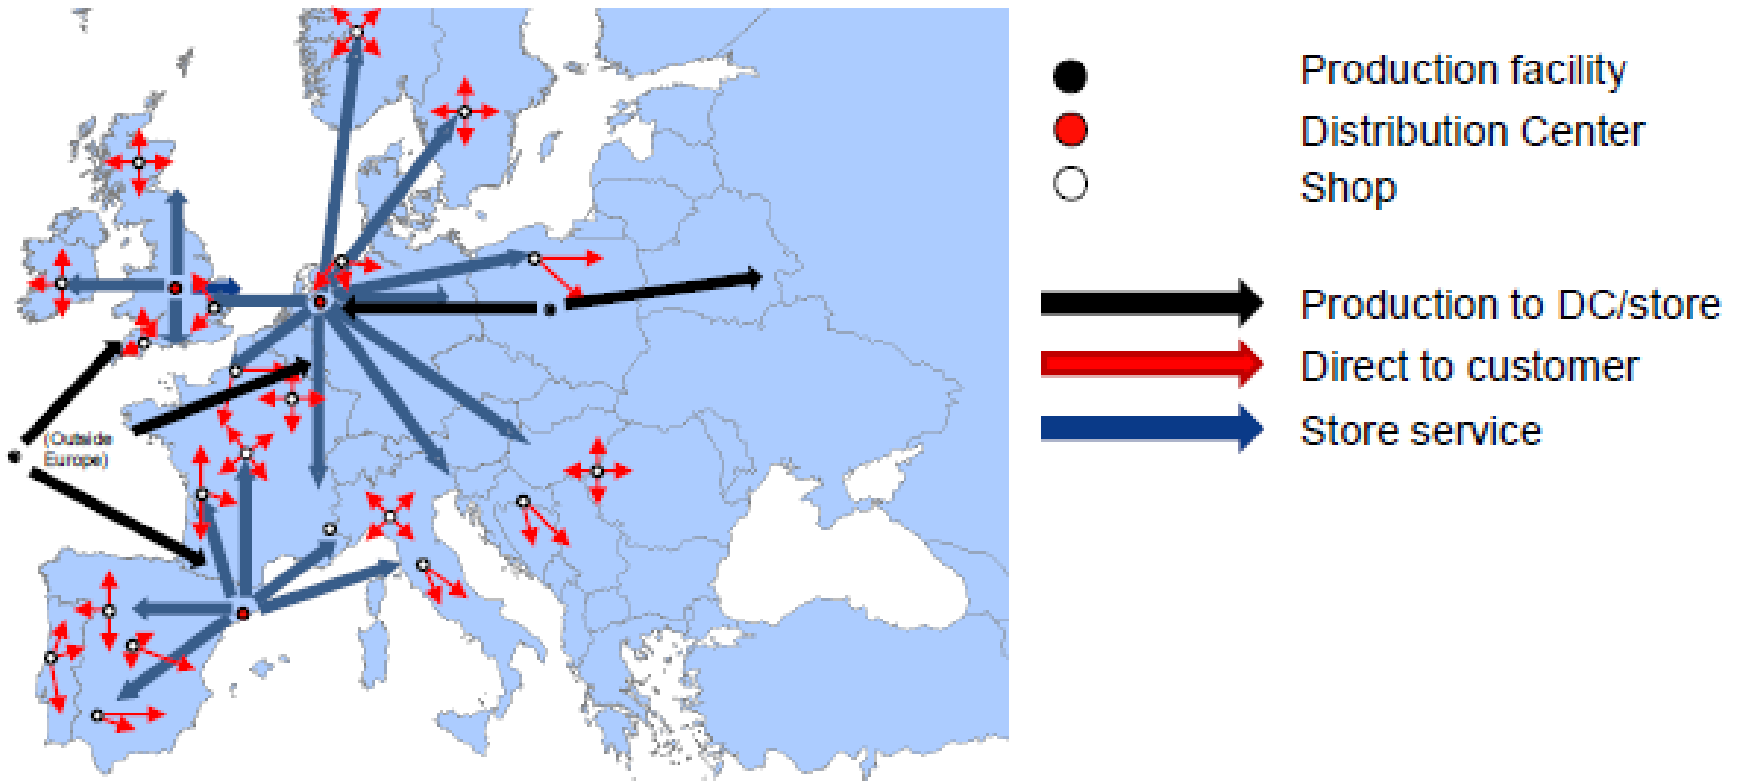 Production facility
Distribution Center
Shop
Production to DC/store
Direct to customer
Store service
(Outside
Europe)